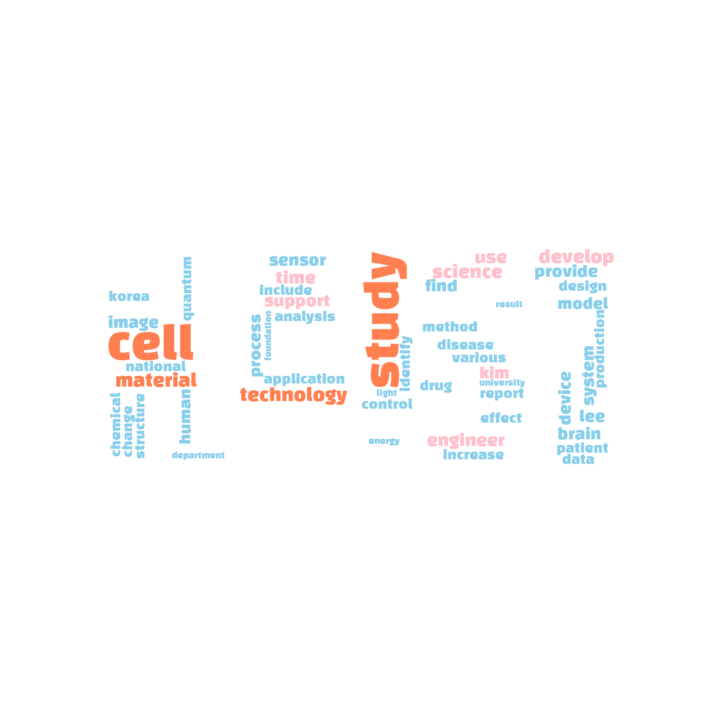 korea
image
cell
national
material
chemical
change
structure
quantum
human
department
sensor
time
include
support
analysis
process
foundation
application
technology
study
identify
light
control
energy
use
science
find
result
method
disease
various
kim
university
drug
report
effect
engineer
increase
develop
provide
design
model
production
system
device
lee
brain
patient
data